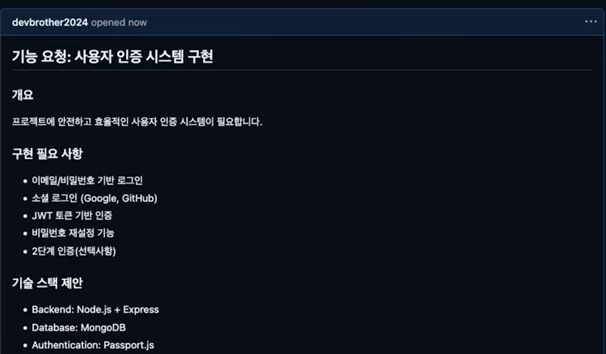 devbrother2024 opened now
기능 요청: 사용자 인증 시스템 구현
개요
프로젝트에 안전하고 효율적인 사용자 인증 시스템이 필요합니다.
구현 필요 사항
이메일/비밀번호 기반 로그인
소셜 로그인 (Google, GitHub)
JWT 토큰 기반 인증
비밀번호 재설정 기능
2단계 인증(선택사항)
기술 스택 제안
Backend: Node.js + Express
Database: MongoDB
Authentication: Passport.js